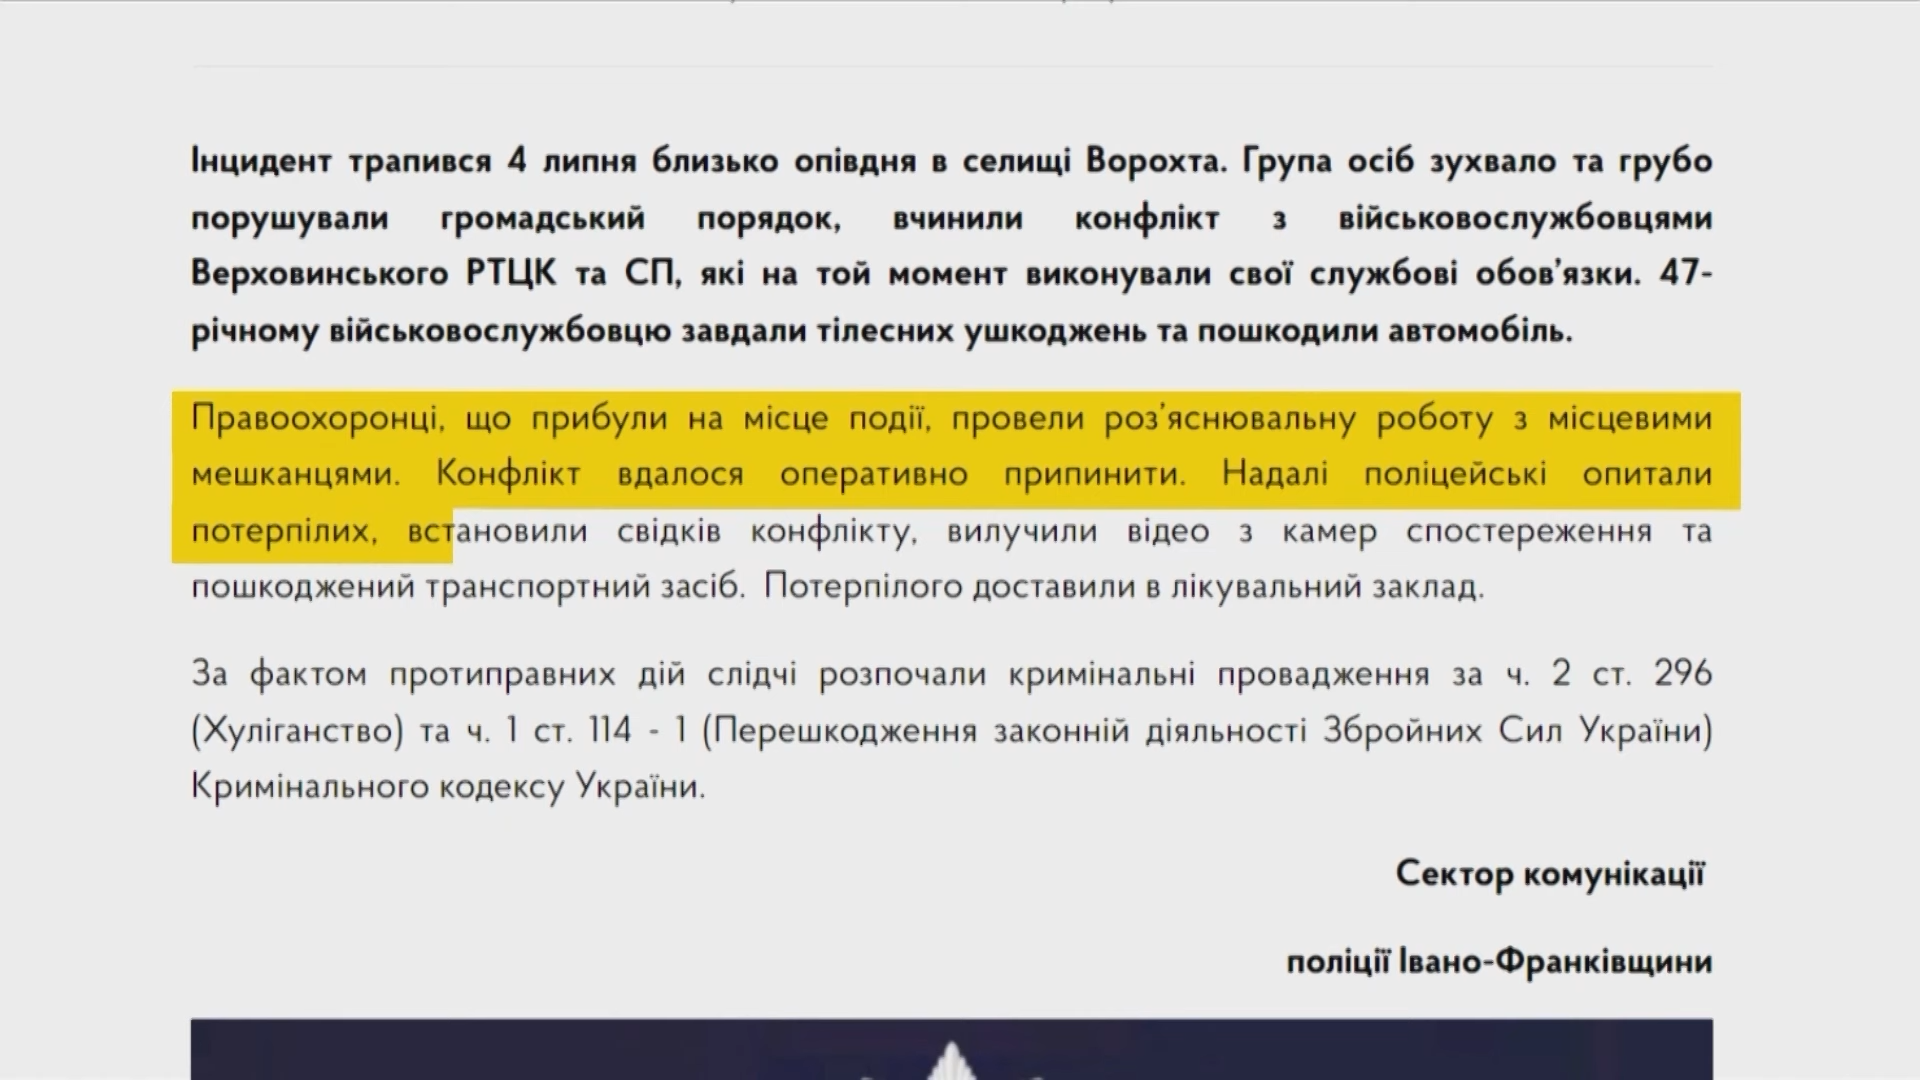 Інцидент трапився 4 липня близько опівдня в селищі Ворохта. Група осіб зухвало та грубо
порушували громадський порядок, вчинили конфлікт з військовослужбовцями
Верховинського РТЦК та СП, які на той момент виконували свої службові обов’язки. 47-
річному військовослужбовцю завдали тілесних ушкоджень та пошкодили автомобіль.
Правоохоронці, що прибули на місце події, провели роз’яснювальну роботу з місцевими
мешканцями. Конфлікт вдалося оперативно припинити. Надалі поліцейські опитали
потерпілих, встановили свідків конфлікту, вилучили відео з камер спостереження та
пошкоджений транспортний засіб. Потерпілого доставили в лікувальний заклад.
За фактом протиправних дій слідчі розпочали кримінальні провадження за ч. 2 ст. 296
(Хуліганство) та ч. 1 ст. 114 - 1 (Перешкодження законній діяльності Збройних Сил України)
Кримінального кодексу України.
Сектор комунікації
поліції Івано-Франківщини